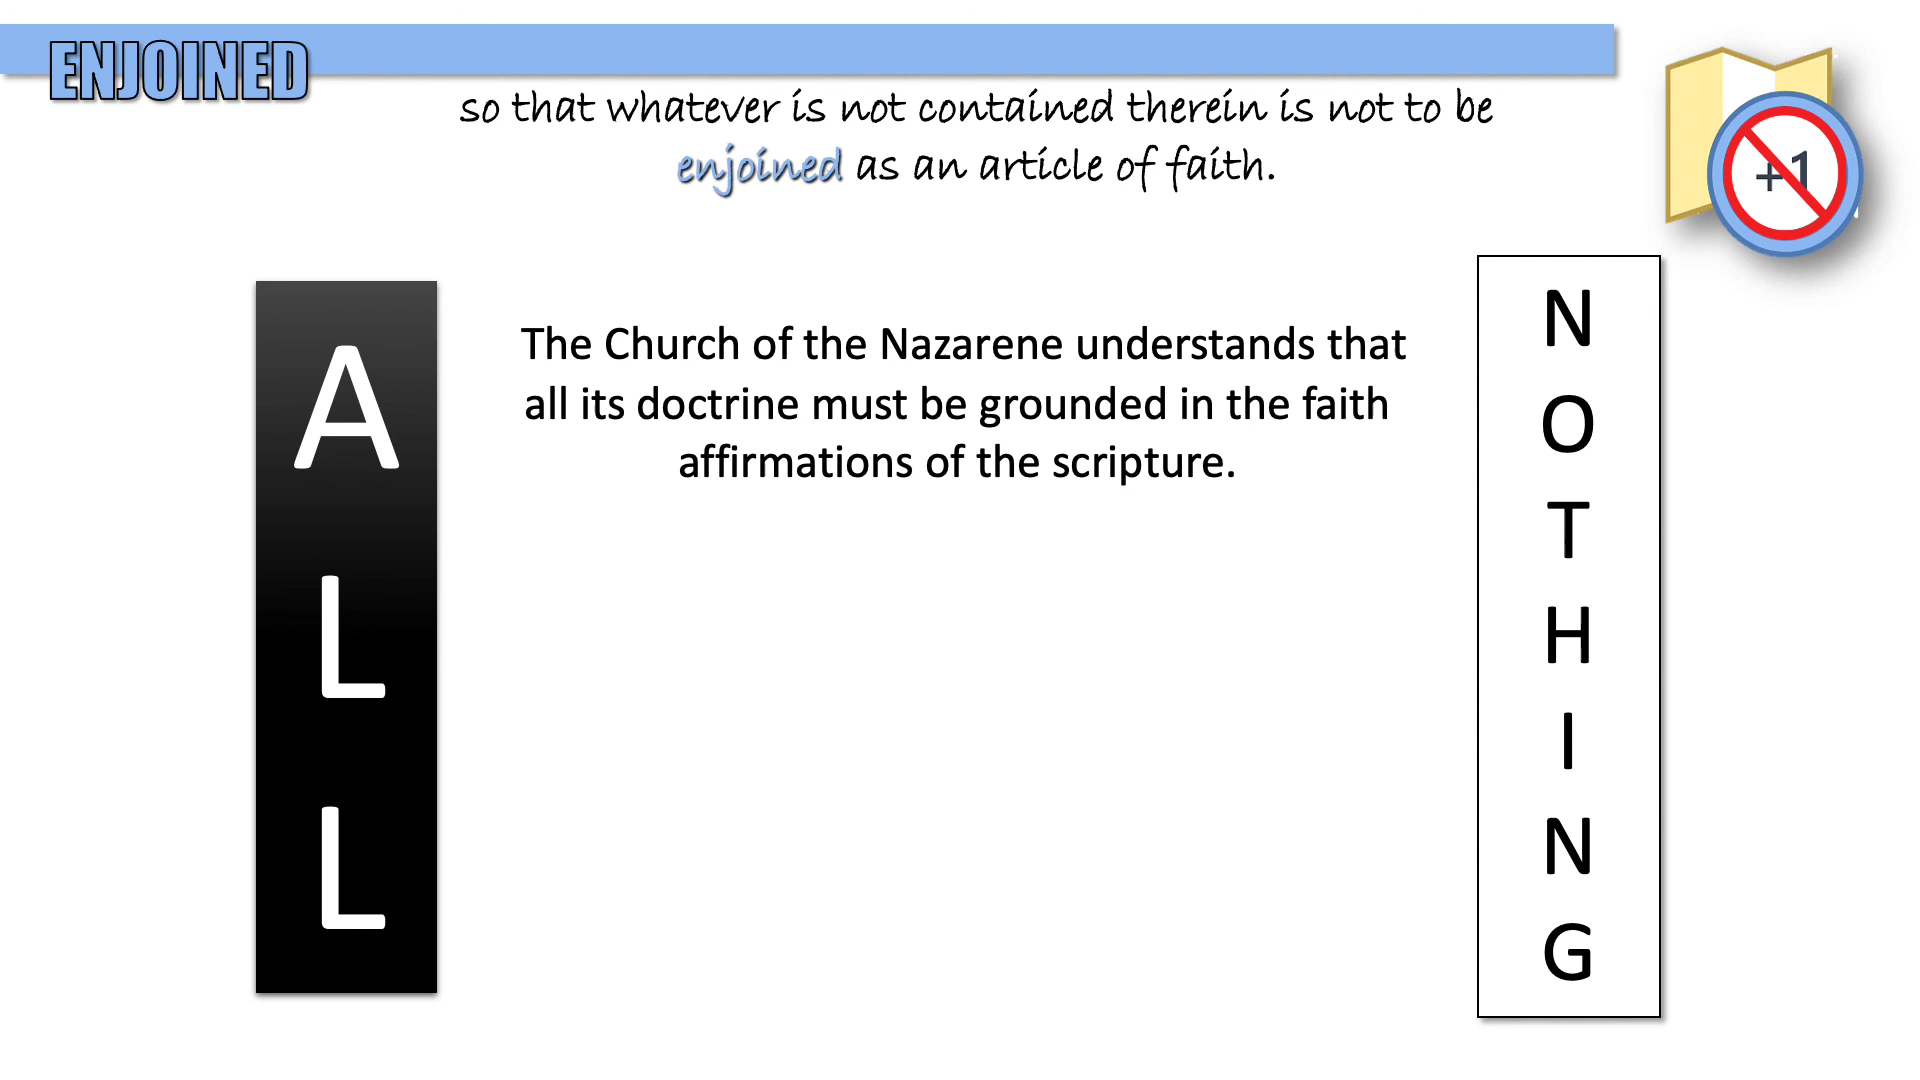 ENJOINED
so that whatever is not contained therein is not to be
enjoined as an article of faith.
+1
The Church of the Nazarene understands that
all its doctrine must be grounded in the faith
affirmations of the scripture.
A
L
L
N
O
T
H
I
N
G